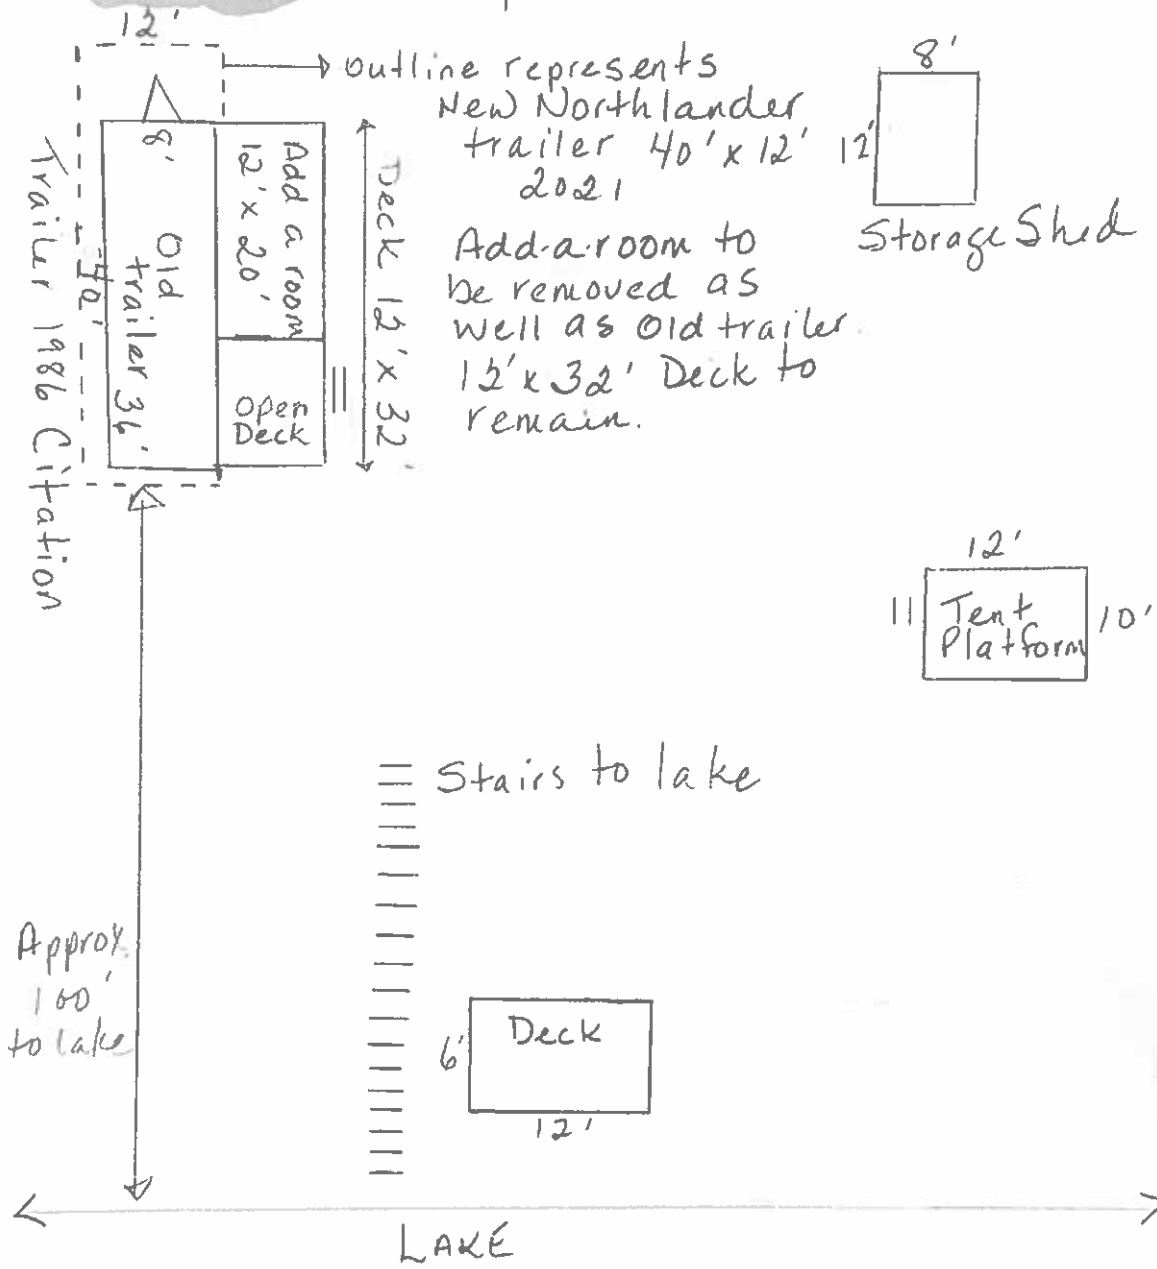 12'
outline represents
New Northlander
trailer 40' x 12'
2021
Add-a-room to
be removed as
well as Old trailer.
12' x 32' Deck to
remain.
8'
12'
Storage Shed
Trailer 1986 Citation
40'
8'
Old
trailer 36'
Add a room
12' x 20'
Open
Deck
Deck 12' x 32'
12'
Tent
Platform
10'
Stairs to lake
Approx.
100'
to lake
Deck
6'
12'
LAKE